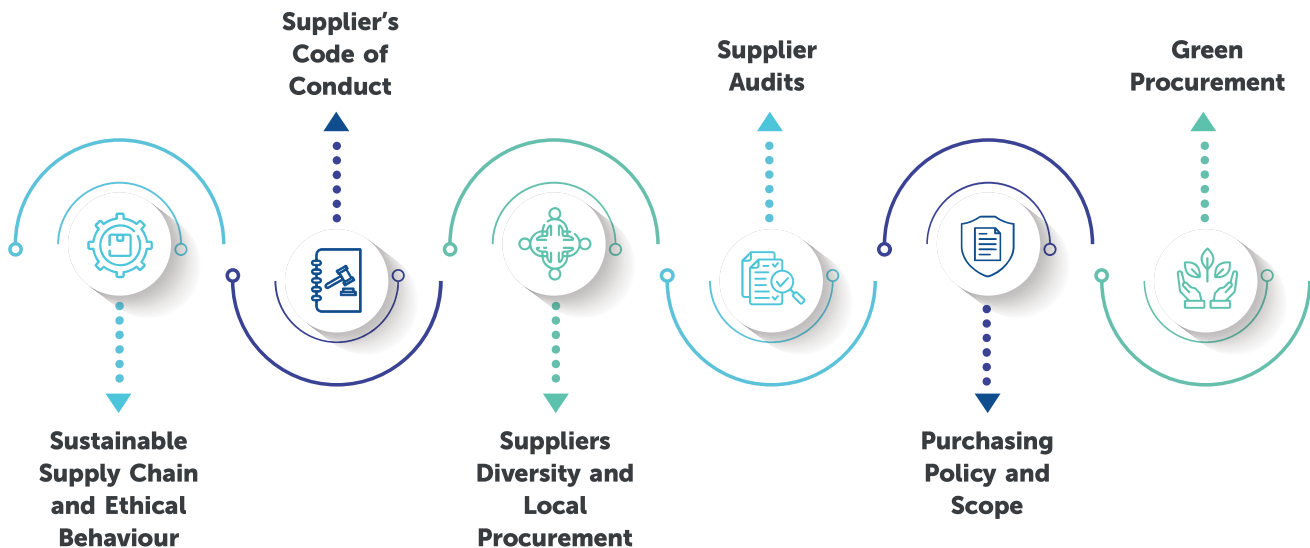 Supplier’s
Code of
Conduct
Supplier
Audits
Green
Procurement
Sustainable
Supply Chain
and Ethical
Behaviour
Suppliers
Diversity and
Local
Procurement
Purchasing
Policy and
Scope